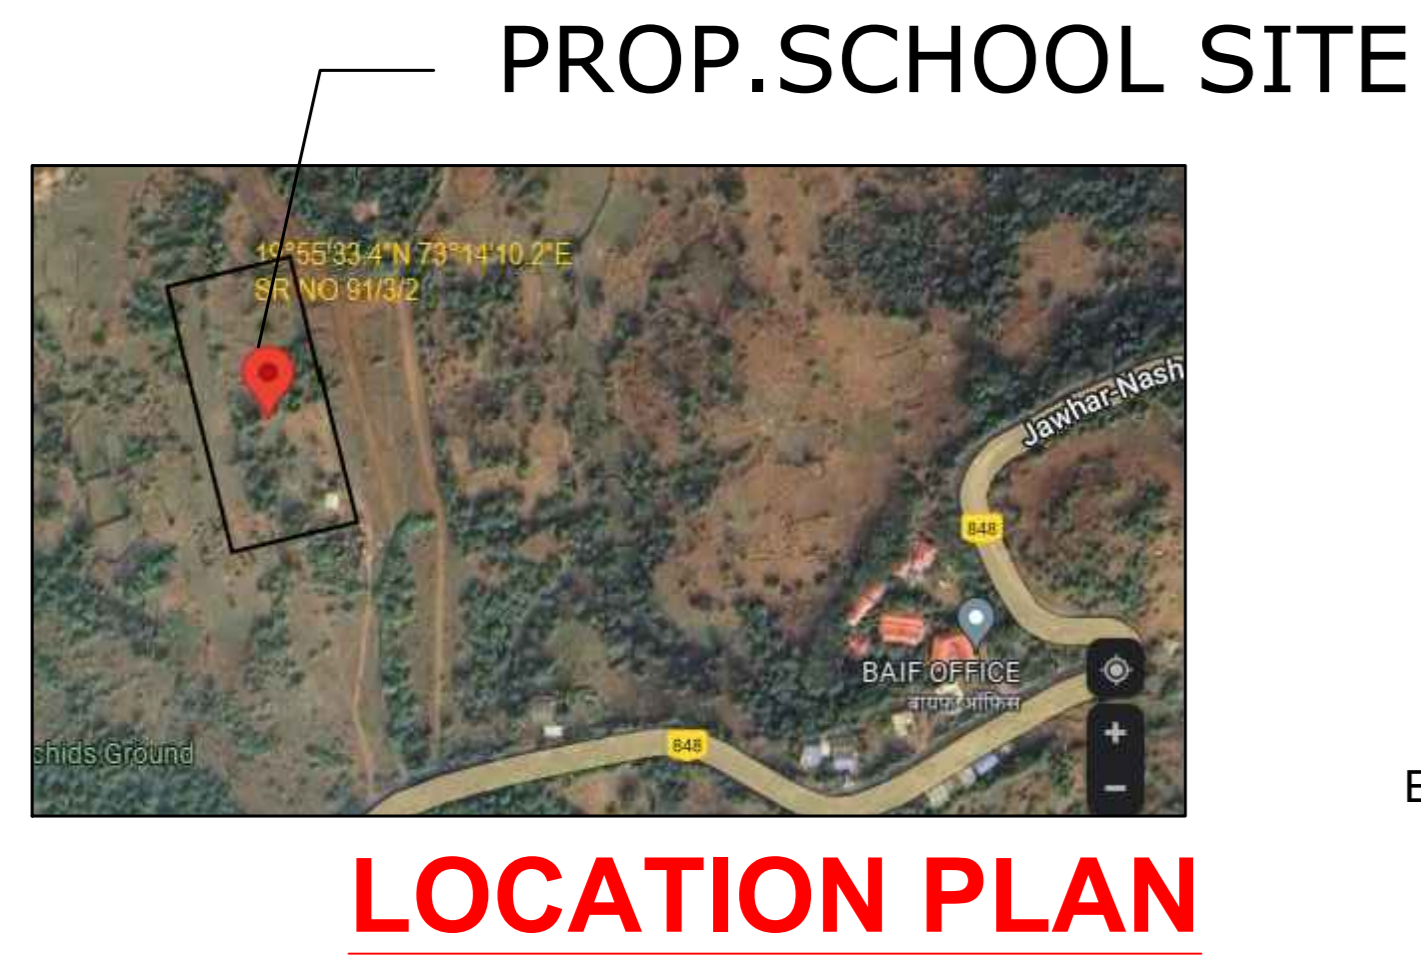 PROP.SCHOOL SITE
19°55'33.4"N 73°14'10.2"E
SR NO 91/3/2
Jawhar-Nash
848
BAIF OFFICE
बायफ ऑफिस
848
chids Ground
E
LOCATION PLAN